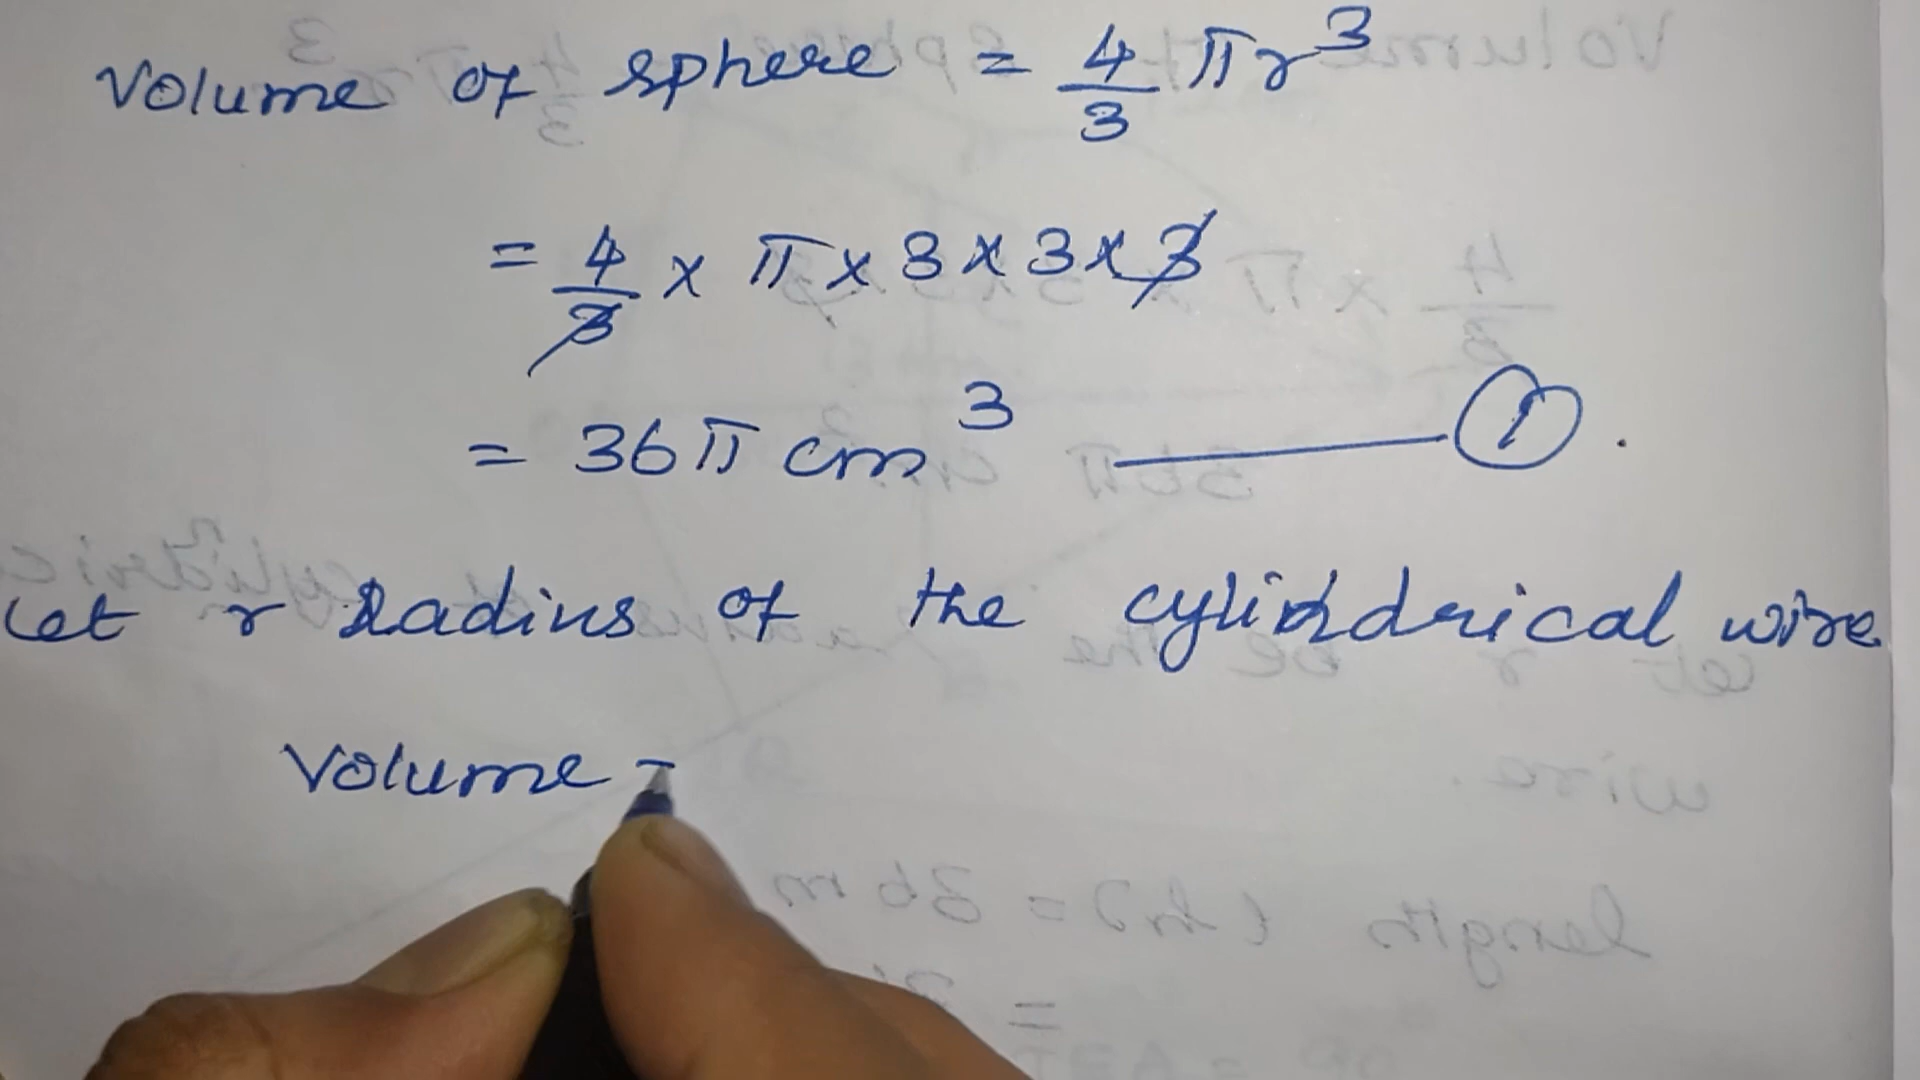 Volume of sphere = 4/3 πr³
= 4/3 × π × 3 × 3 × 3
= 36π cm³ ——— ①.
Let r Radius of the cylindrical wire
Volume =